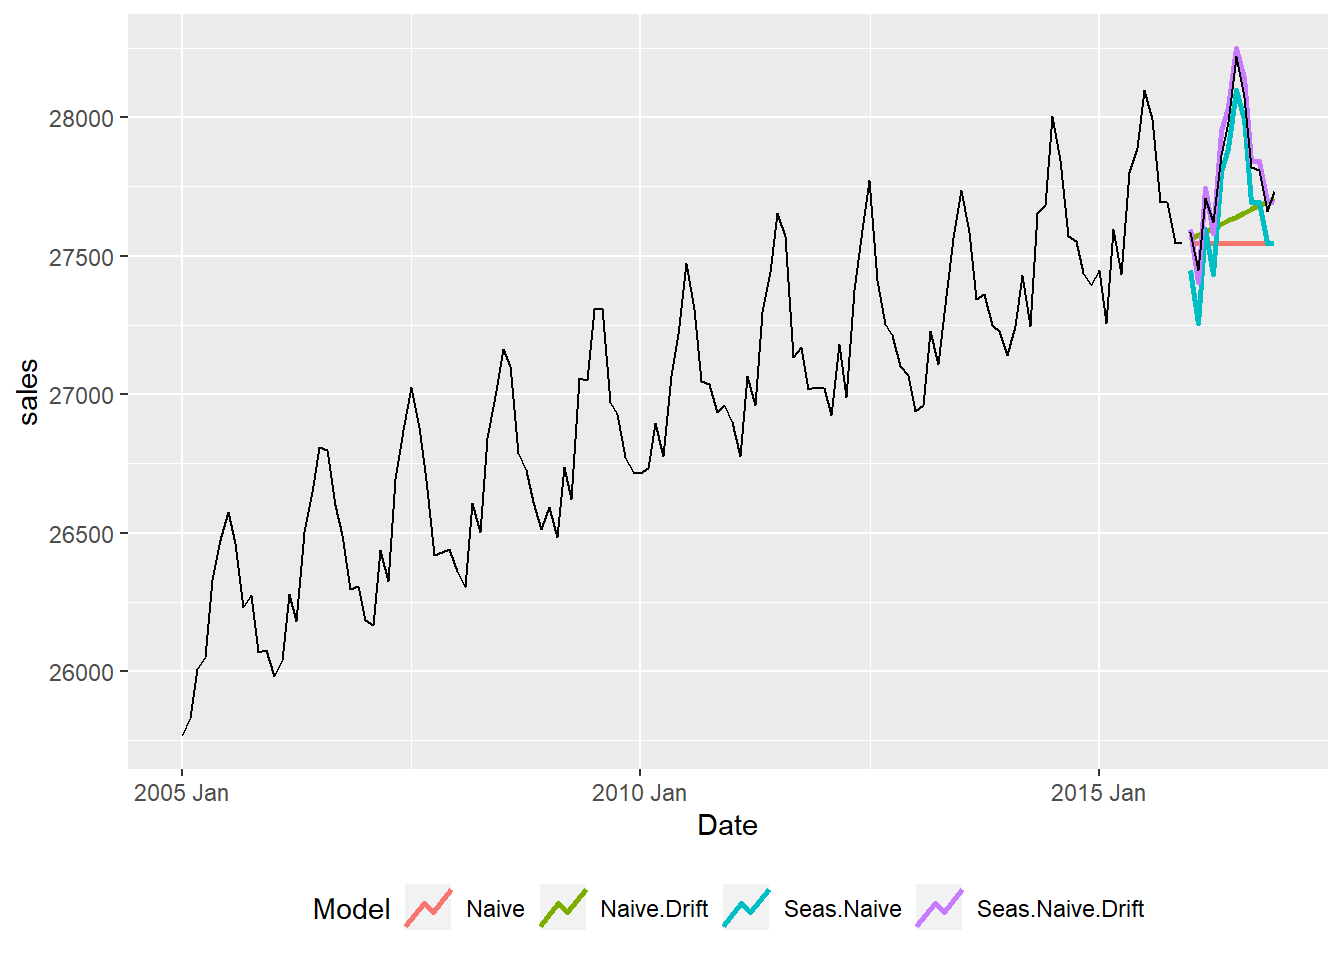 28000
27500
27000
26500
26000
sales
2005 Jan 2010 Jan 2015 Jan
Date
Model Naive Naive.Drift Seas.Naive Seas.Naive.Drift